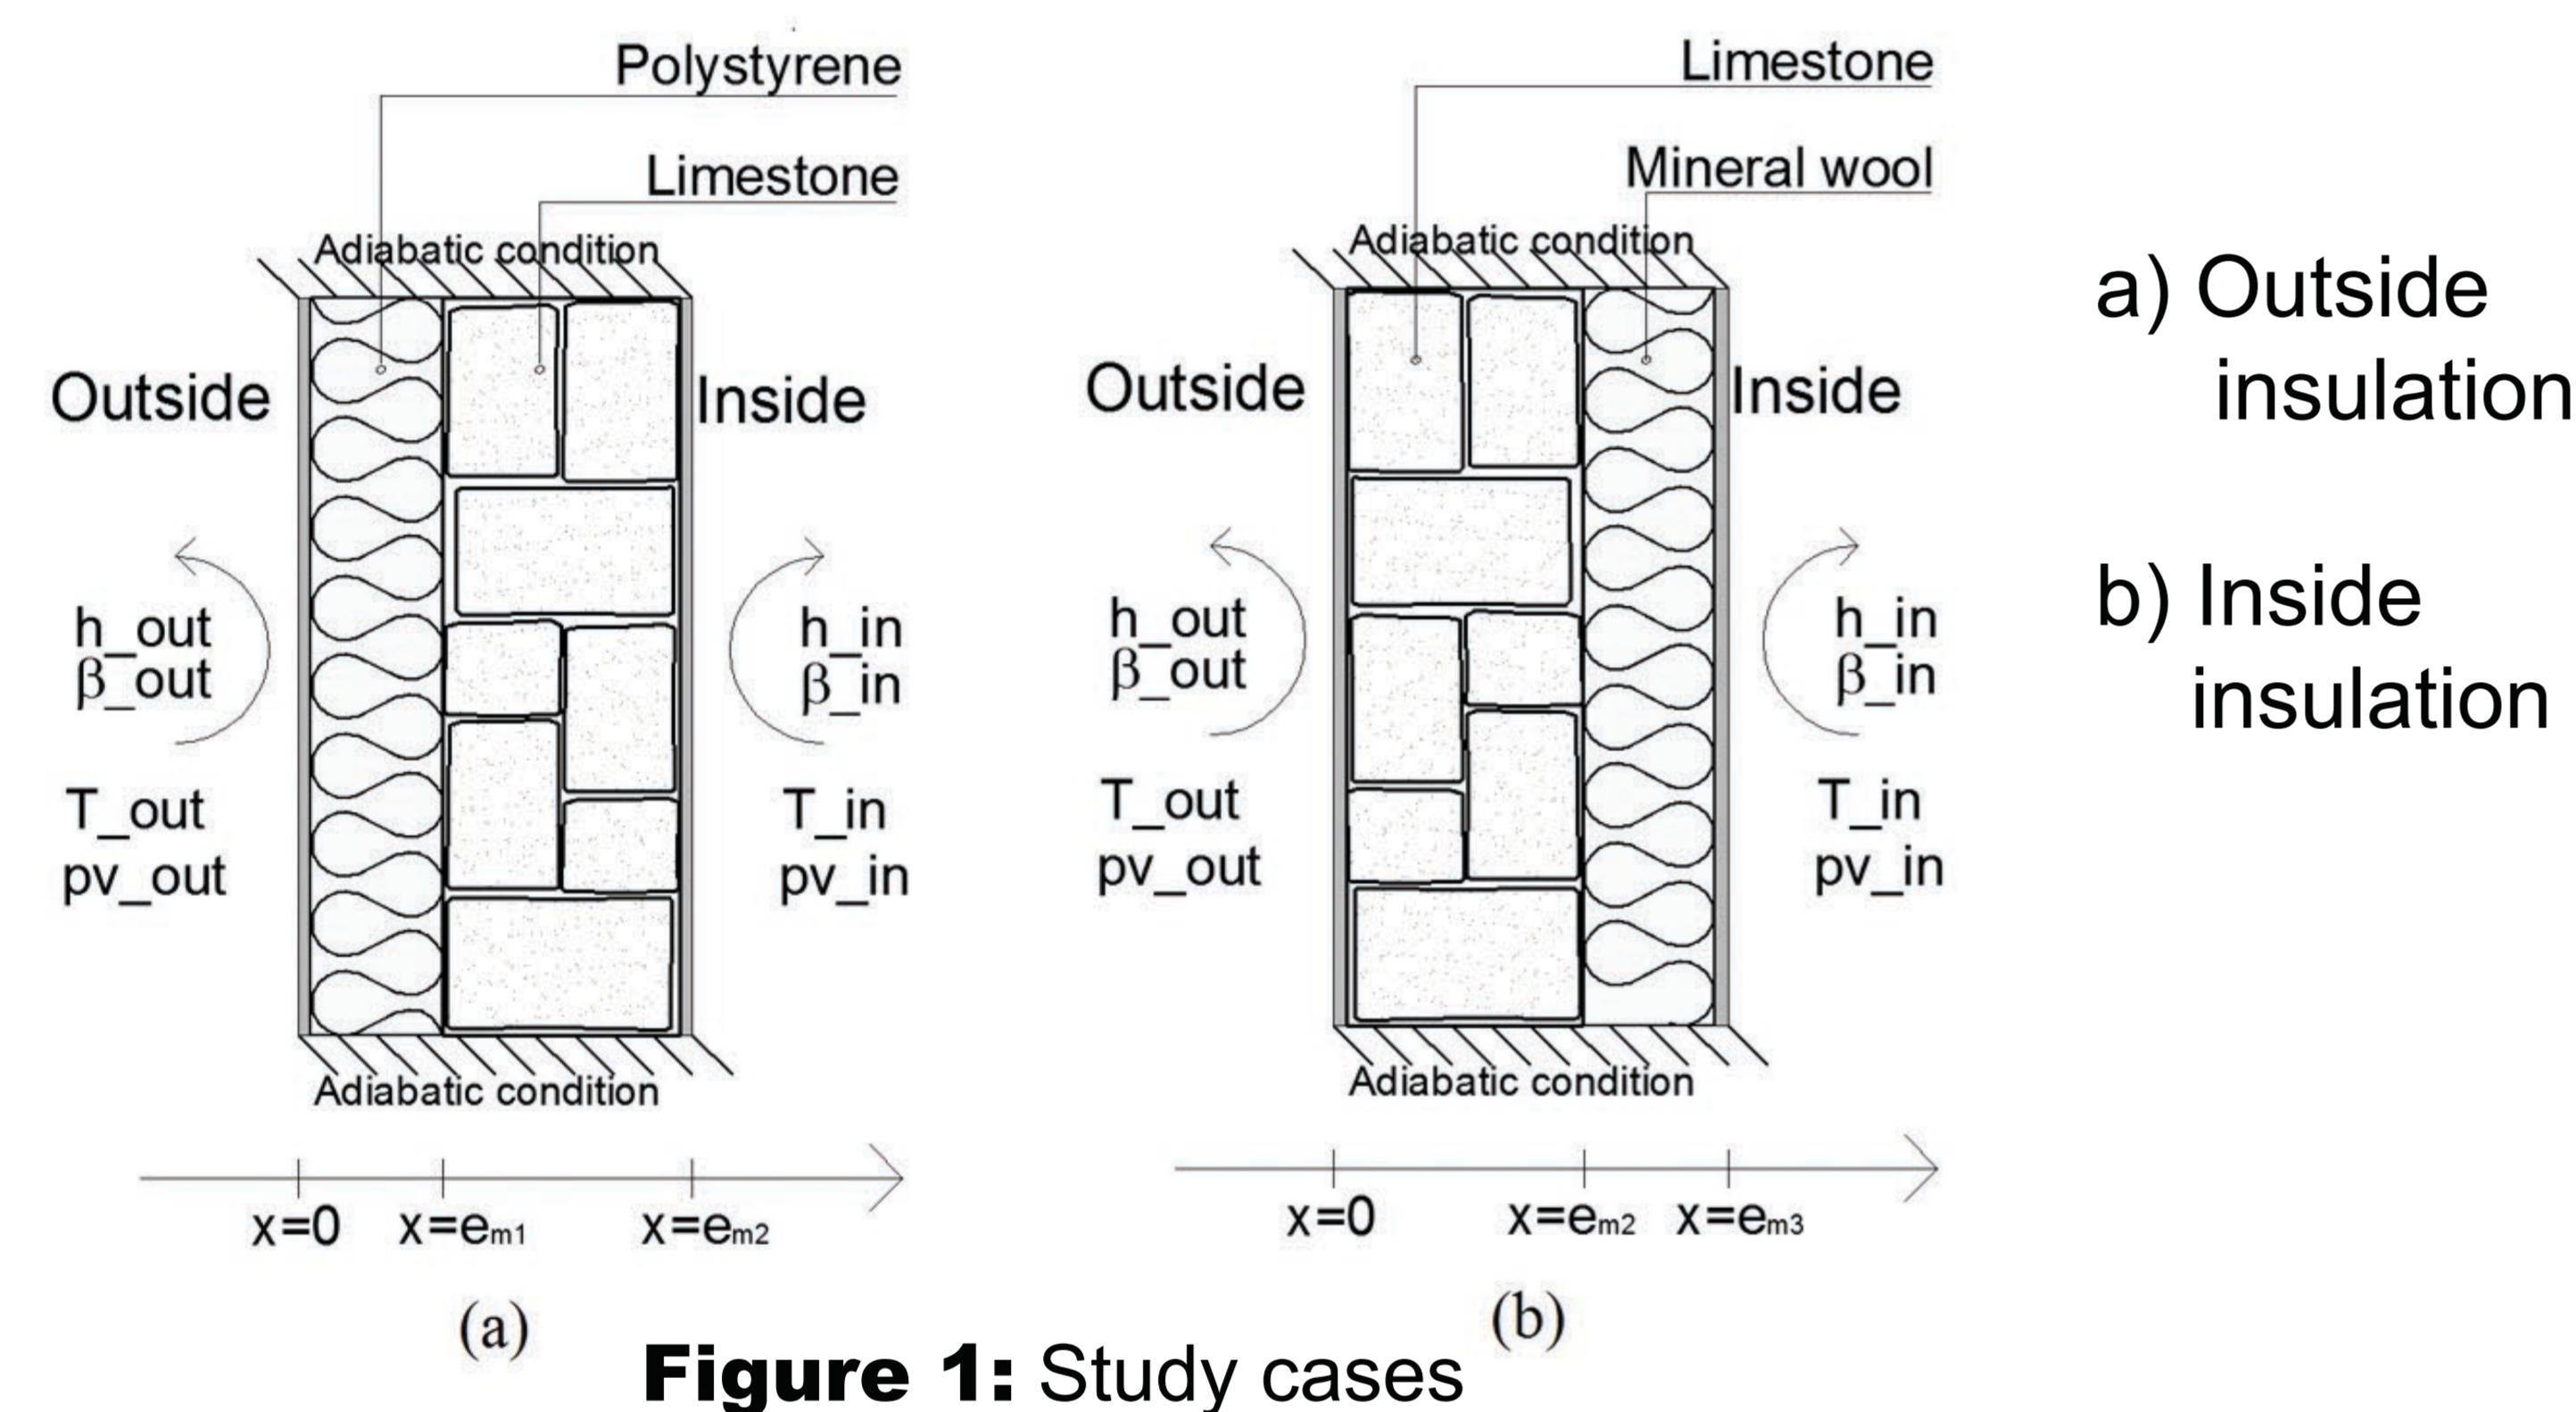 Polystyrene
Limestone
Adiabatic condition
Outside
Inside
h_out
β_out
h_in
β_in
T_out
pv_out
T_in
pv_in
Adiabatic condition
x=0 x=em1 x=em2
(a)
Limestone
Mineral wool
Adiabatic condition
Outside
Inside
h_out
β_out
h_in
β_in
T_out
pv_out
T_in
pv_in
Adiabatic condition
x=0 x=em2 x=em3
(b)
a) Outside
insulation
b) Inside
insulation
Figure 1: Study cases